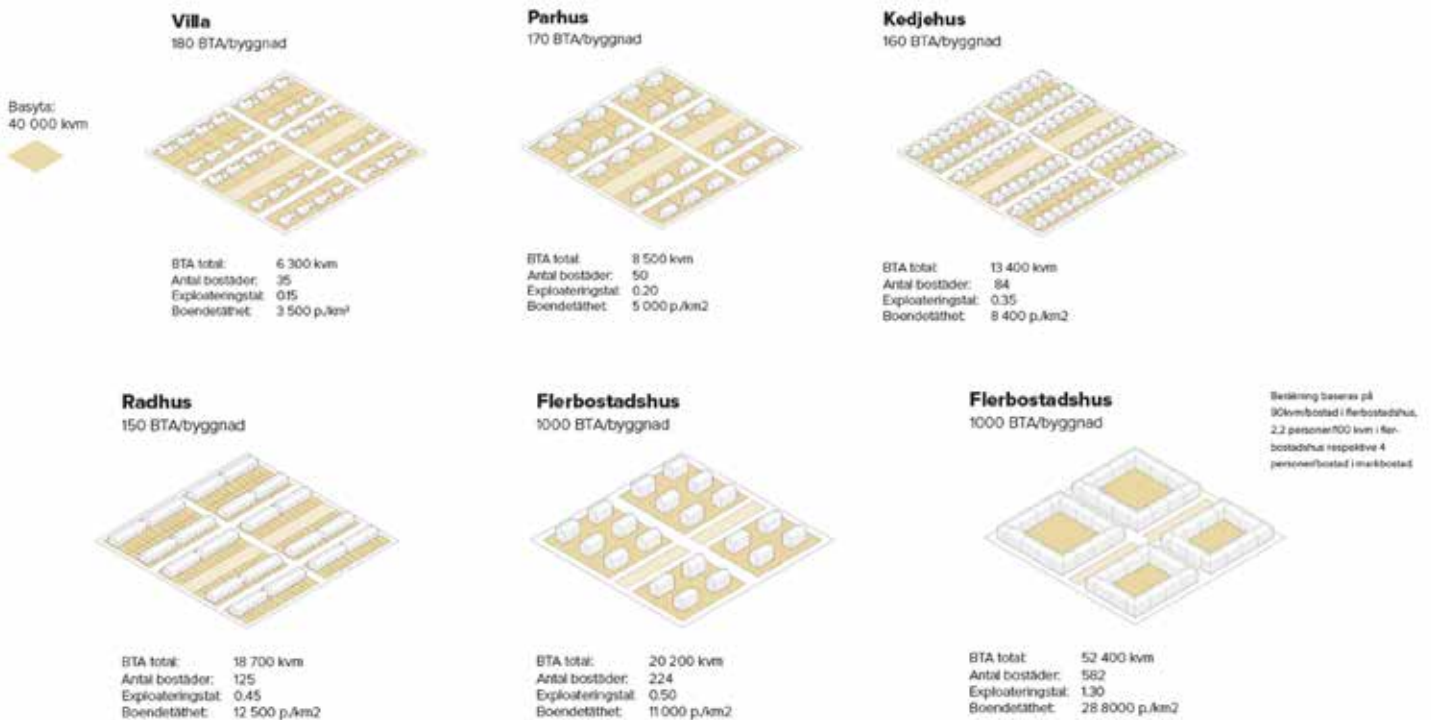 Villa
180 BTA/byggnad
Parhus
170 BTA/byggnad
Kedjehus
160 BTA/byggnad
Basyta:
40 000 kvm
BTA total: 6 300 kvm
Antal bostäder: 35
Exploateringstal: 0.15
Boendetäthet: 3 500 p./km²
BTA total: 8 500 kvm
Antal bostäder: 50
Exploateringstal: 0.20
Boendetäthet: 5 000 p./km2
BTA total: 13 400 kvm
Antal bostäder: 84
Exploateringstal: 0.35
Boendetäthet: 8 400 p./km2
Radhus
150 BTA/byggnad
Flerbostadshus
1000 BTA/byggnad
Flerbostadshus
1000 BTA/byggnad
Beräkning baseras på
90kvm/bostad i flerbostadshus,
2,2 personer/100 kvm i fler-
bostadshus respektive 4
personer/bostad i markbostad
BTA total: 18 700 kvm
Antal bostäder: 125
Exploateringstal: 0.45
Boendetäthet: 12 500 p./km2
BTA total: 20 200 kvm
Antal bostäder: 224
Exploateringstal: 0.50
Boendetäthet: 11 000 p./km2
BTA total: 52 400 kvm
Antal bostäder: 582
Exploateringstal: 1.30
Boendetäthet: 28 8000 p./km2